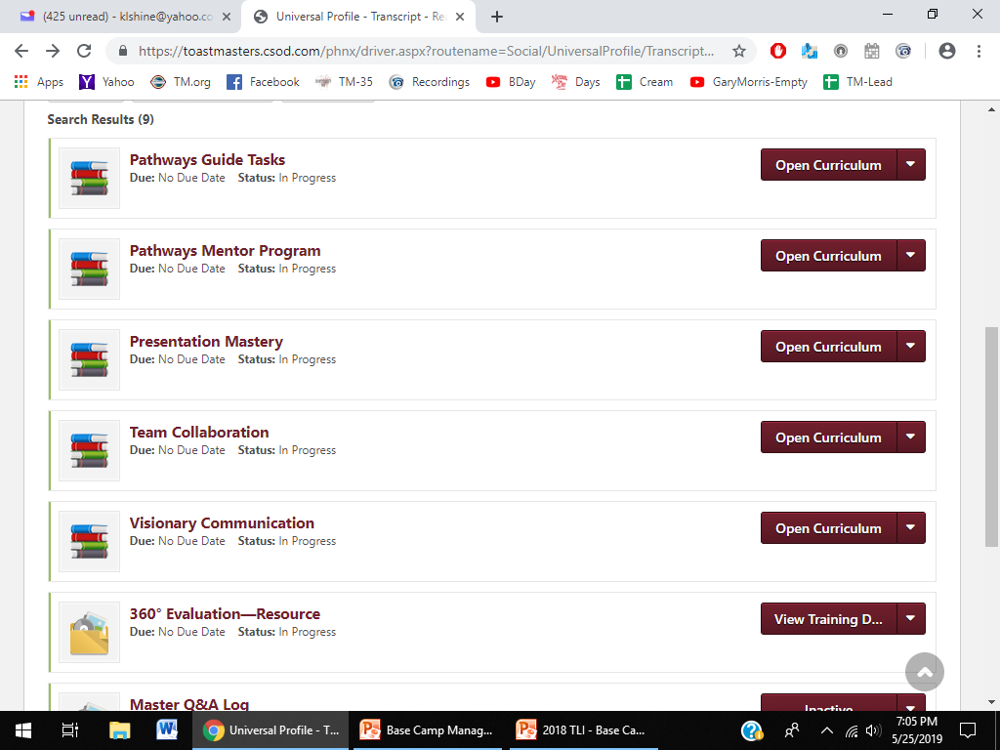 (425 unread) - klshine@yahoo.co
Universal Profile - Transcript - Re
https://toastmasters.csod.com/phnx/driver.aspx?routename=Social/UniversalProfile/Transcript...
Apps Yahoo TM.org Facebook TM-35 Recordings BDay Days Cream GaryMorris-Empty TM-Lead
Search Results (9)
Pathways Guide Tasks
Due: No Due Date Status: In Progress
Open Curriculum
Pathways Mentor Program
Due: No Due Date Status: In Progress
Open Curriculum
Presentation Mastery
Due: No Due Date Status: In Progress
Open Curriculum
Team Collaboration
Due: No Due Date Status: In Progress
Open Curriculum
Visionary Communication
Due: No Due Date Status: In Progress
Open Curriculum
360° Evaluation—Resource
Due: No Due Date Status: In Progress
View Training D...
Master Q&A Log
Inactive
Universal Profile - T...
Base Camp Manag...
2018 TLI - Base Ca...
7:05 PM
5/25/2019